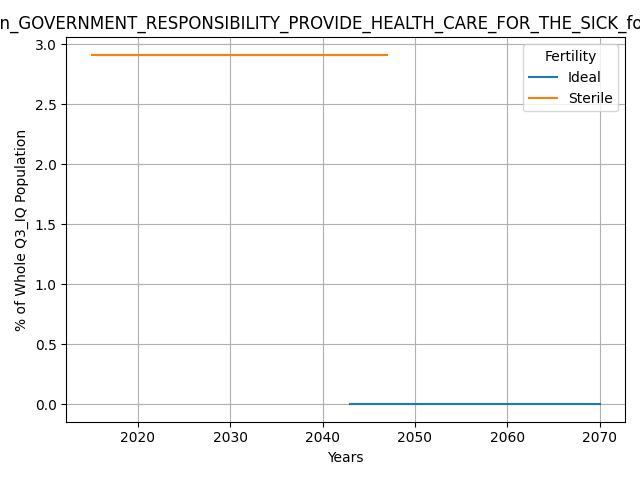 n_GOVERNMENT_RESPONSIBILITY_PROVIDE_HEALTH_CARE_FOR_THE_SICK_fo
3.0
2.5
2.0
1.5
1.0
0.5
0.0
% of Whole Q3_IQ Population
Fertility
Ideal
Sterile
2020 2030 2040 2050 2060 2070
Years